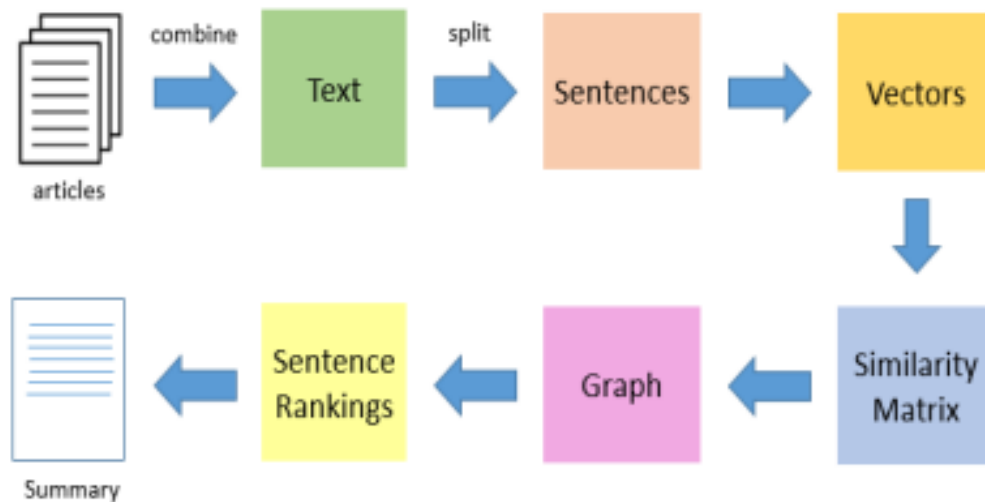 combine
split
Text
Sentences
Vectors
articles
Sentence
Rankings
Graph
Similarity
Matrix
Summary